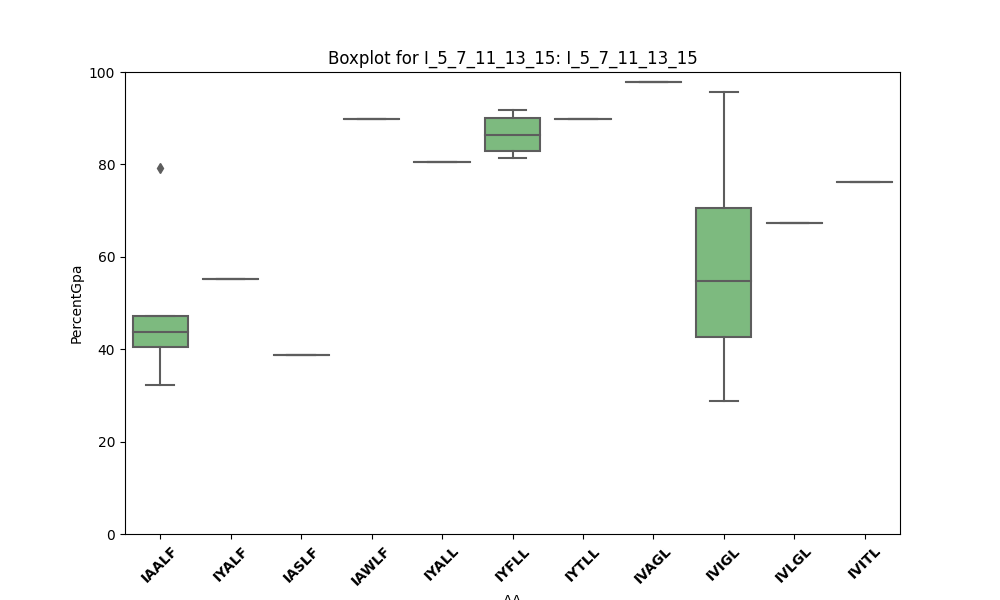 Boxplot for I_5_7_11_13_15: I_5_7_11_13_15
100
80
60
40
20
0
PercentGpa
IAALF
IYALF
IASLF
IAWLF
IYALL
IYFLL
IYTLL
IVAGL
IVIGL
IVLGL
IVITL
AA